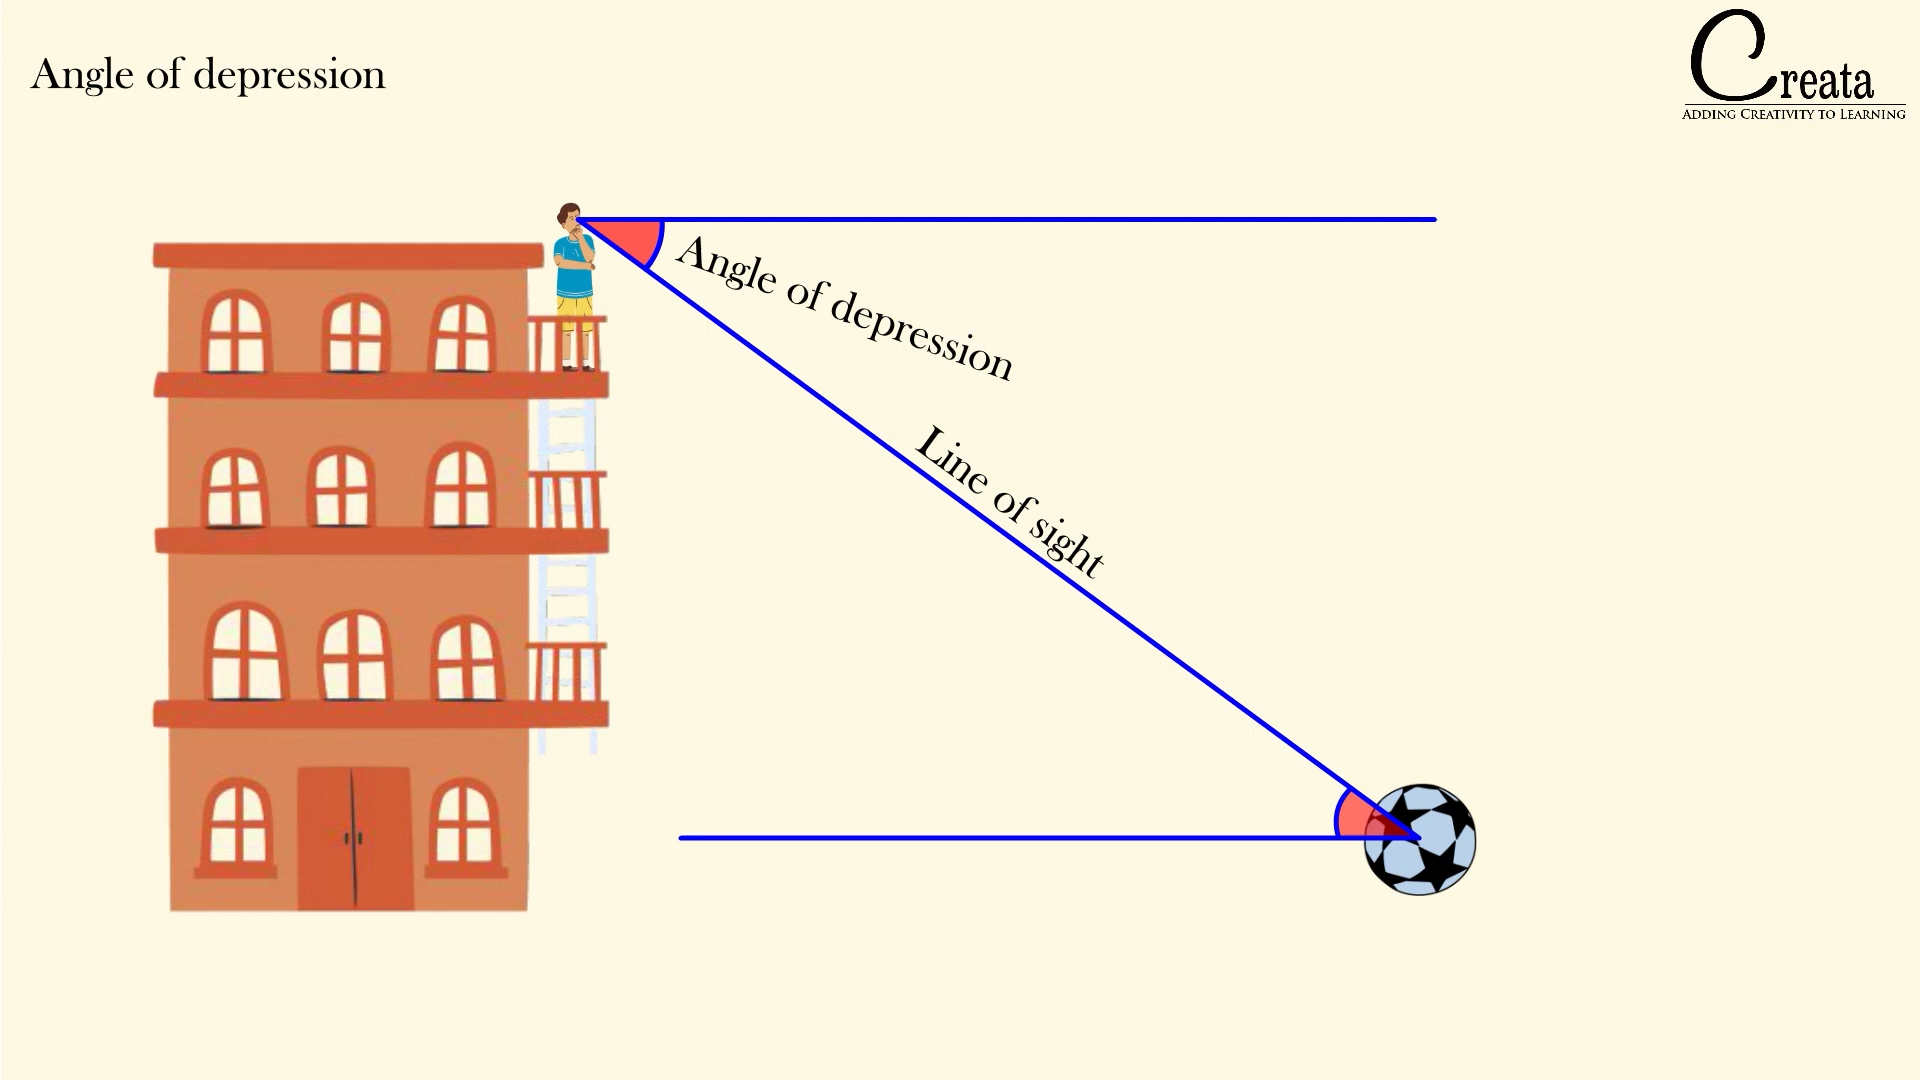 Angle of depression
Creata
ADDING CREATIVITY TO LEARNING
Angle of depression
Line of sight